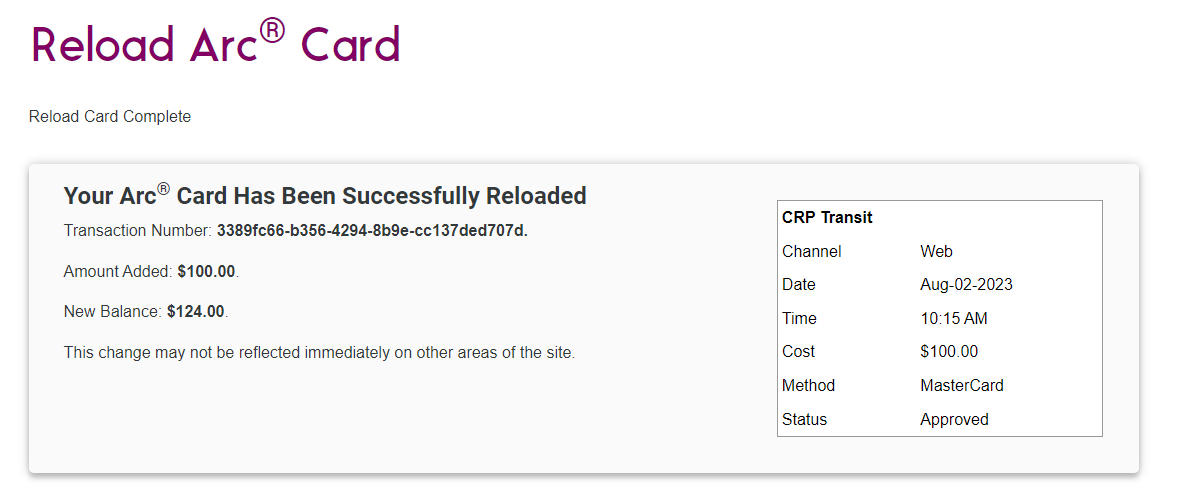 Reload Arc® Card
Reload Card Complete
Your Arc® Card Has Been Successfully Reloaded
Transaction Number: 3389fc66-b356-4294-8b9e-cc137ded707d.
Amount Added: $100.00.
New Balance: $124.00.
This change may not be reflected immediately on other areas of the site.
CRP Transit
Channel Web
Date Aug-02-2023
Time 10:15 AM
Cost $100.00
Method MasterCard
Status Approved